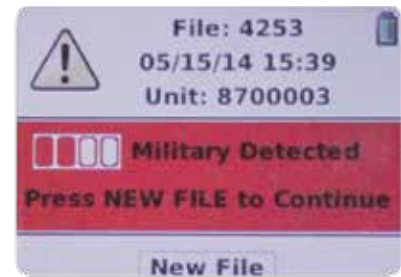 File: 4253
05/15/14 15:39
Unit: 8700003
Military Detected
Press NEW FILE to Continue
New File